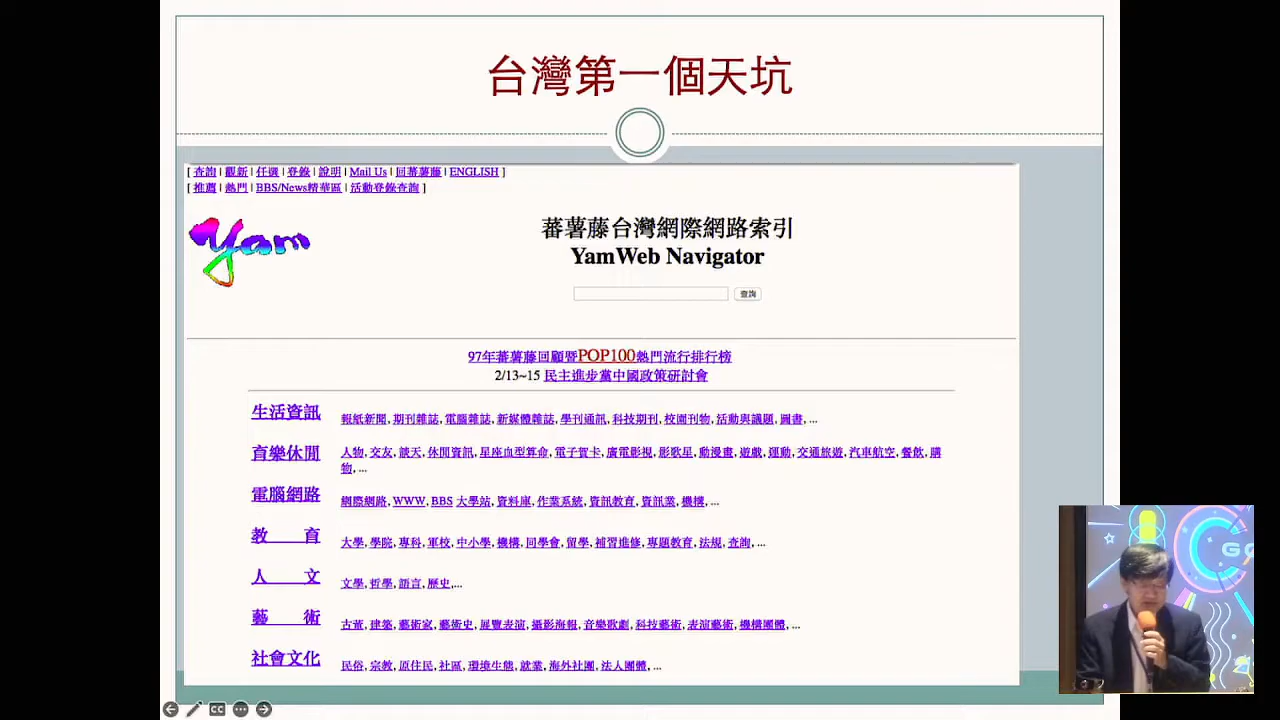 台灣第一個天坑
[ 查詢 | 觀新 | 任選 | 登錄 | 說明 | Mail Us | 回蕃薯藤 | ENGLISH ]
[ 推薦 | 熱門 | BBS/News精華區 | 活動登錄查詢 ]
Yam
蕃薯藤台灣網際網路索引
YamWeb Navigator
查詢
97年蕃薯藤回顧暨POP100熱門流行排行榜
2/13~15 民主進步黨中國政策研討會
生活資訊 報紙新聞, 期刊雜誌, 電腦雜誌, 新媒體雜誌, 學刊通訊, 科技期刊, 校園刊物, 活動與議題, 圖書, ...
育樂休閒 人物, 交友, 談天, 休閒資訊, 星座血型算命, 電子賀卡, 廣電影視, 影歌星, 動漫畫, 遊戲, 運動, 交通旅遊, 汽車航空, 餐飲, 購
物, ...
電腦網路 網際網路, WWW, BBS 大學站, 資料庫, 作業系統, 資訊教育, 資訊業, 機構, ...
教 育 大學, 學院, 專科, 軍校, 中小學, 機構, 同學會, 留學, 補習進修, 專題教育, 法規, 查詢, ...
人 文 文學, 哲學, 語言, 歷史,...
藝 術 古董, 建築, 藝術家, 藝術史, 展覽表演, 攝影海報, 音樂歌劇, 科技藝術, 表演藝術, 機構團體, ...
社會文化 民俗, 宗教, 原住民, 社區, 環境生態, 就業, 海外社團, 法人團體, ...
CC
GO